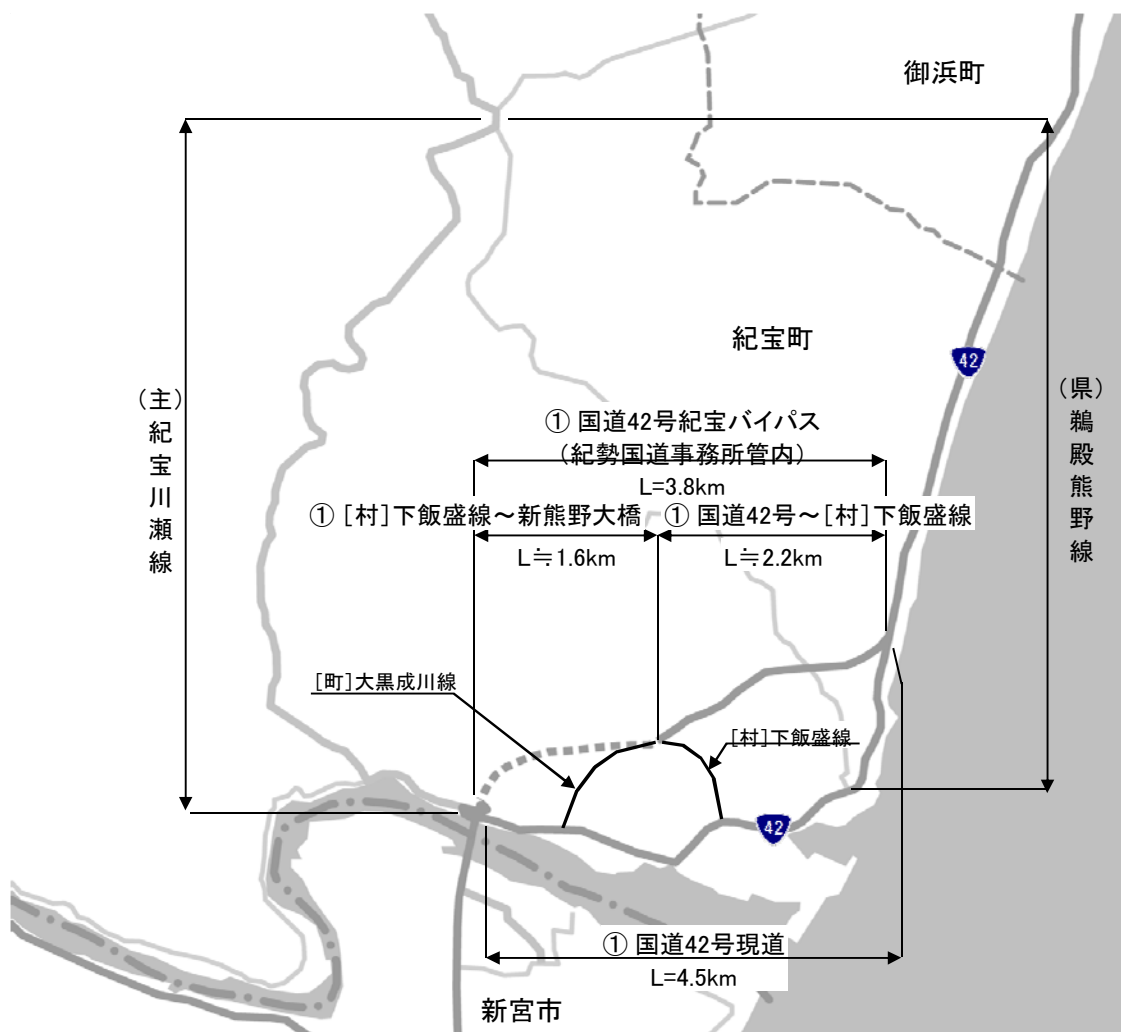 御浜町
紀宝町
42
(主)紀宝川瀬線
(県)鵜殿熊野線
① 国道42号紀宝バイパス
(紀勢国道事務所管内)
L=3.8km
① [村]下飯盛線～新熊野大橋
L≒1.6km
① 国道42号～[村]下飯盛線
L≒2.2km
[町]大黒成川線
[村]下飯盛線
42
① 国道42号現道
L=4.5km
新宮市